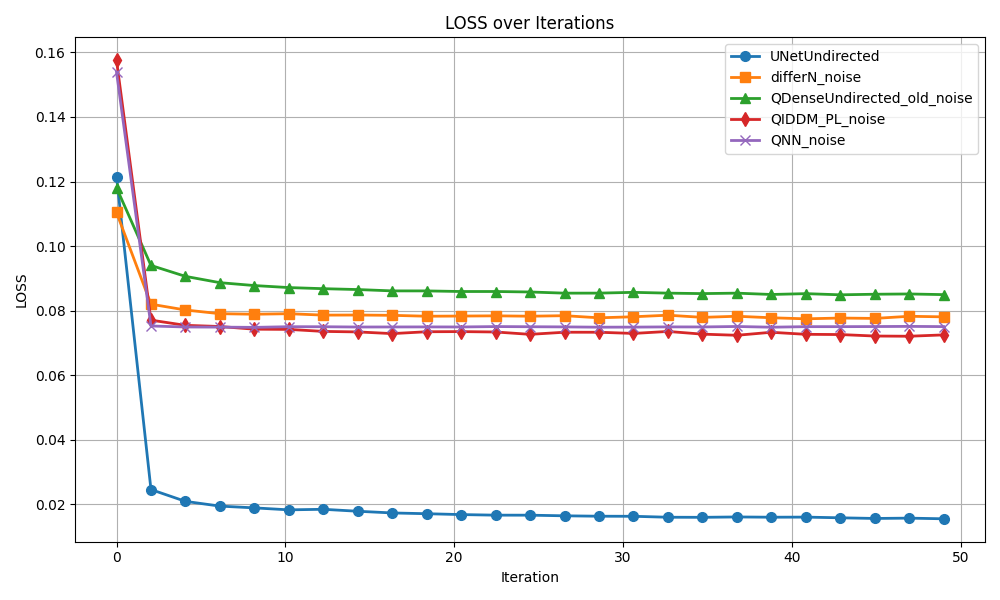 LOSS over Iterations
UNetUndirected
differN_noise
QDenseUndirected_old_noise
QIDDM_PL_noise
QNN_noise
LOSS
0.16
0.14
0.12
0.10
0.08
0.06
0.04
0.02
0 10 20 30 40 50
Iteration